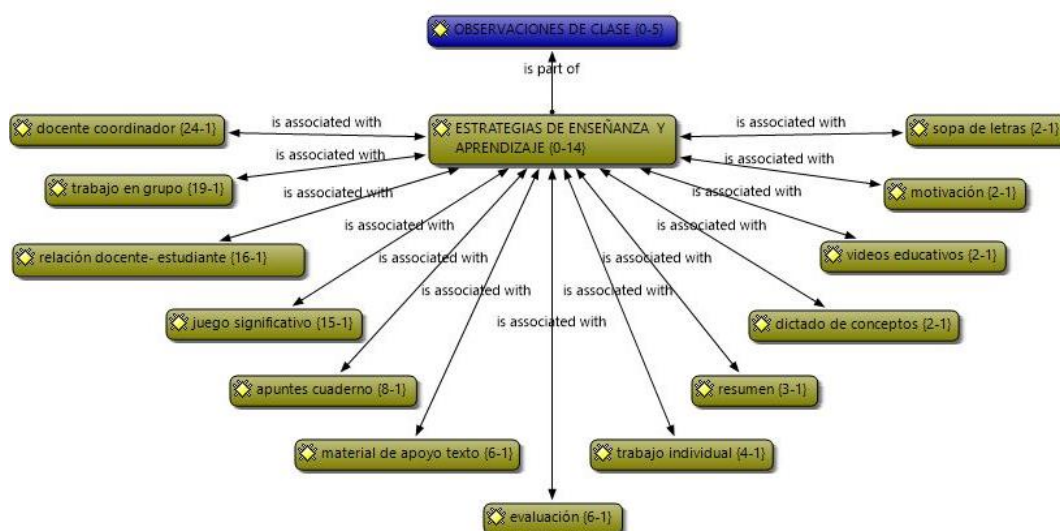 OBSERVACIONES DE CLASE {0-5}
is part of
ESTRATEGIAS DE ENSEÑANZA Y
APRENDIZAJE {0-14}
docente coordinador {24-1}
is associated with
is associated with
sopa de letras {2-1}
is associated with
is associated with
trabajo en grupo {19-1}
motivación {2-1}
is associated with
is associated with
relación docente- estudiante {16-1}
videos educativos {2-1}
is associated with
is associated with
juego significativo {15-1}
dictado de conceptos {2-1}
is associated with
is associated with
apuntes cuaderno {8-1}
resumen {3-1}
is associated with
is associated with
material de apoyo texto {6-1}
trabajo individual {4-1}
is associated with
evaluación {6-1}